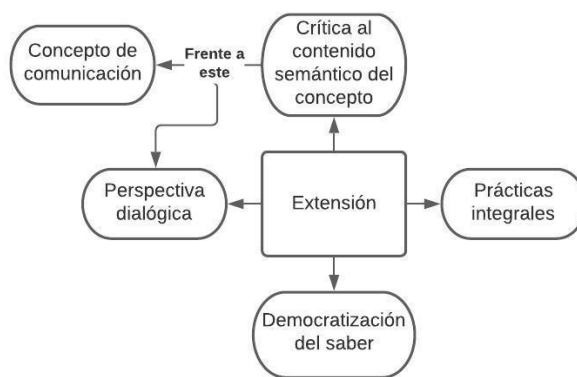 Concepto de
comunicación
Frente a
este
Crítica al
contenido
semántico del
concepto
Perspectiva
dialógica
Extensión
Prácticas
integrales
Democratización
del saber